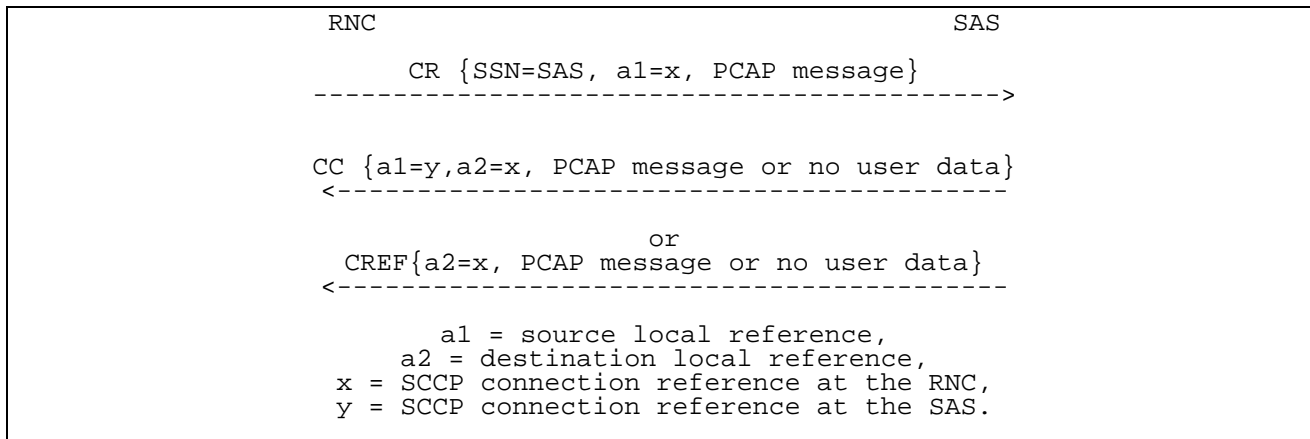 RNC SAS
CR {SSN=SAS, a1=x, PCAP message}
------------------------------------------->
CC {a1=y,a2=x, PCAP message or no user data}
<------------------------------------------
or
CREF{a2=x, PCAP message or no user data}
<------------------------------------------
a1 = source local reference,
a2 = destination local reference,
x = SCCP connection reference at the RNC,
y = SCCP connection reference at the SAS.